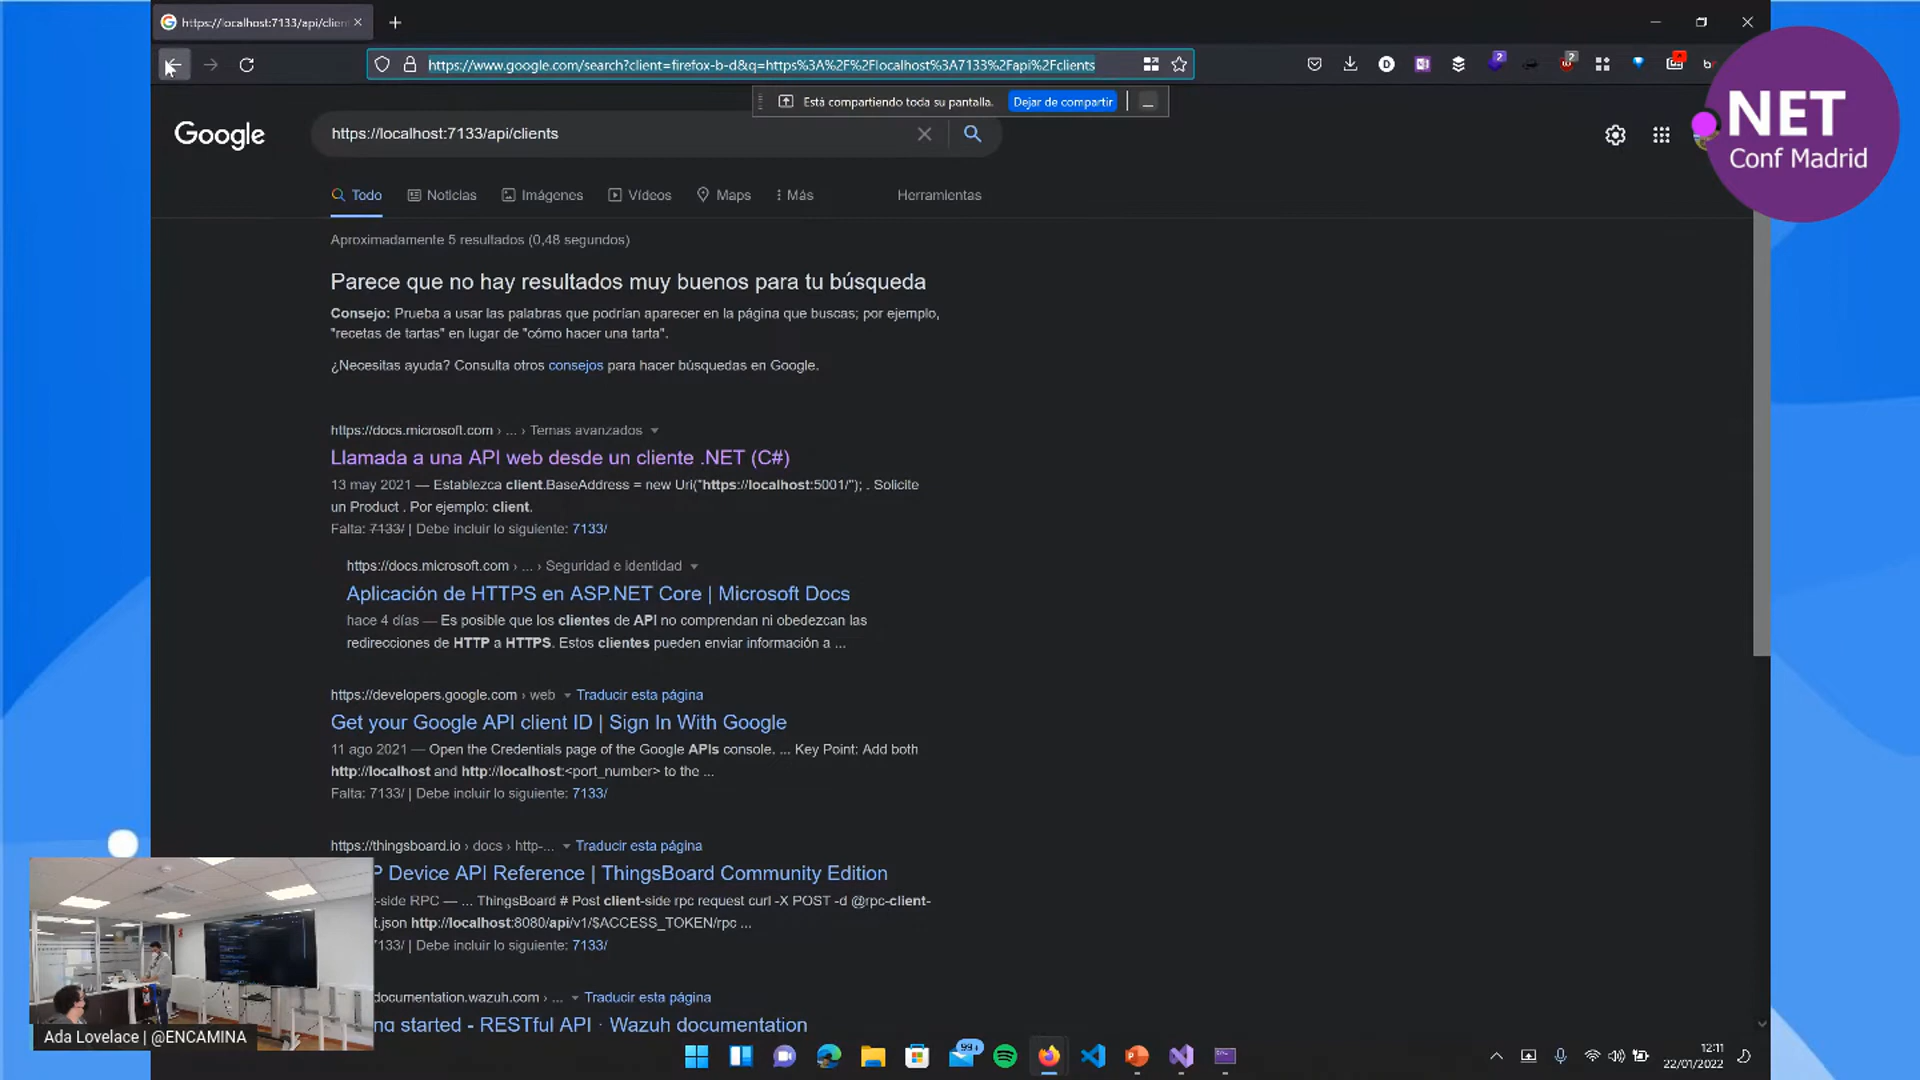 https://localhost:7133/api/clien
https://www.google.com/search?client=firefox-b-d&q=https%3A%2F%2Flocalhost%3A7133%2Fapi%2Fclients
2
2
Está compartiendo toda su pantalla.
Dejar de compartir
NET
Conf Madrid
Google
https://localhost:7133/api/clients
Todo
Noticias
Imágenes
Vídeos
Maps
Más
Herramientas
Aproximadamente 5 resultados (0,48 segundos)
Parece que no hay resultados muy buenos para tu búsqueda
Consejo: Prueba a usar las palabras que podrían aparecer en la página que buscas; por ejemplo,
"recetas de tartas" en lugar de "cómo hacer una tarta".
¿Necesitas ayuda? Consulta otros consejos para hacer búsquedas en Google.
https://docs.microsoft.com › ... › Temas avanzados
Llamada a una API web desde un cliente .NET (C#)
13 may 2021 — Establezca client.BaseAddress = new Uri("https://localhost:5001/"); . Solicite
un Product . Por ejemplo: client.
Falta: 7133/ | Debe incluir lo siguiente: 7133/
https://docs.microsoft.com › ... › Seguridad e identidad
Aplicación de HTTPS en ASP.NET Core | Microsoft Docs
hace 4 días — Es posible que los clientes de API no comprendan ni obedezcan las
redirecciones de HTTP a HTTPS. Estos clientes pueden enviar información a ...
https://developers.google.com › web
Traducir esta página
Get your Google API client ID | Sign In With Google
11 ago 2021 — Open the Credentials page of the Google APIs console. ... Key Point: Add both
http://localhost and http://localhost:<port_number> to the ...
Falta: 7133/ | Debe incluir lo siguiente: 7133/
https://thingsboard.io › docs › http-...
Traducir esta página
P Device API Reference | ThingsBoard Community Edition
t-side RPC — ... ThingsBoard # Post client-side rpc request curl -X POST -d @rpc-client-
t.json http://localhost:8080/api/v1/$ACCESS_TOKEN/rpc ...
7133/ | Debe incluir lo siguiente: 7133/
documentation.wazuh.com › ...
Traducir esta página
ng started - RESTful API · Wazuh documentation
Ada Lovelace | @ENCAMINA
99+
12:11
22/01/2022